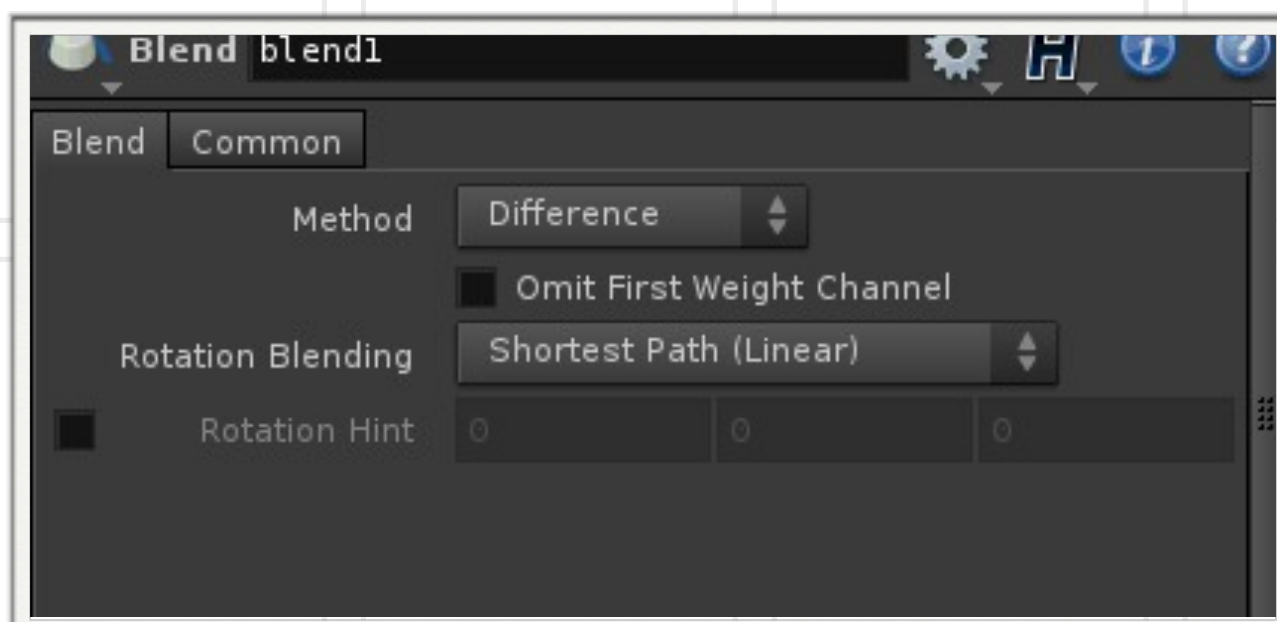 Blend blend1
Blend Common
Method Difference
Omit First Weight Channel
Rotation Blending Shortest Path (Linear)
Rotation Hint 0 0 0